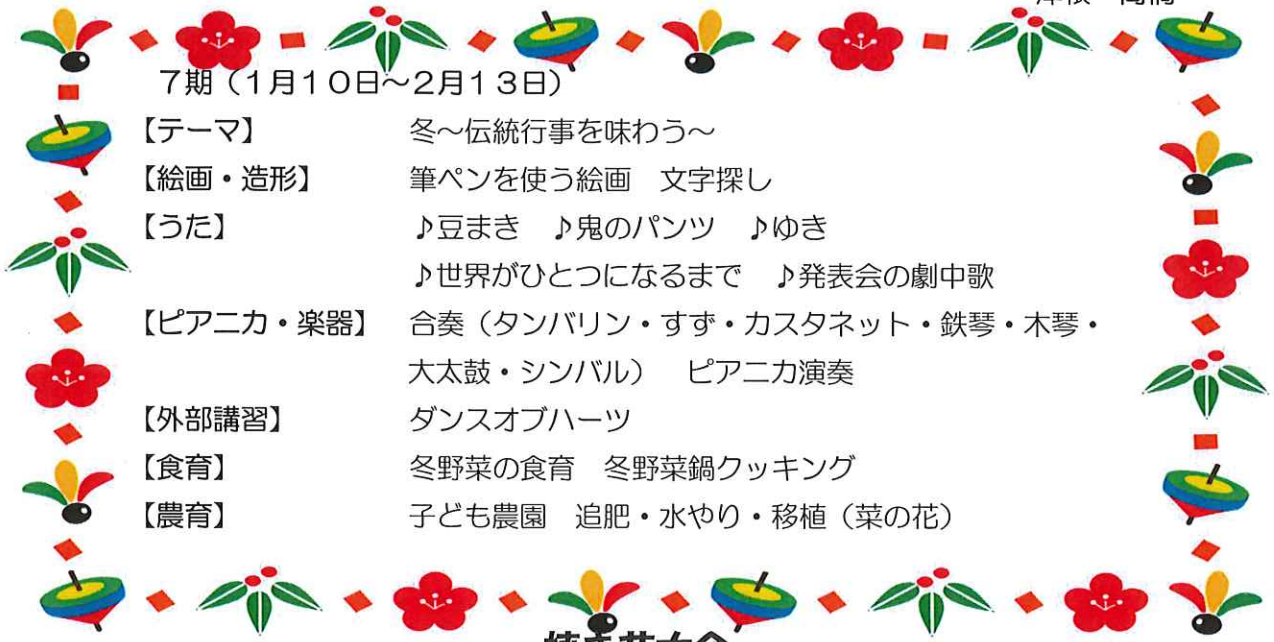 7期（1月10日～2月13日）
【テーマ】　冬～伝統行事を味わう～
【絵画・造形】　筆ペンを使う絵画　文字探し
【うた】　♪豆まき　♪鬼のパンツ　♪ゆき
♪世界がひとつになるまで　♪発表会の劇中歌
【ピアニカ・楽器】　合奏（タンバリン・すず・カスタネット・鉄琴・木琴・
大太鼓・シンバル）　ピアニカ演奏
【外部講習】　ダンスオブハーツ
【食育】　冬野菜の食育　冬野菜鍋クッキング
【農育】　子ども農園　追肥・水やり・移植（菜の花）